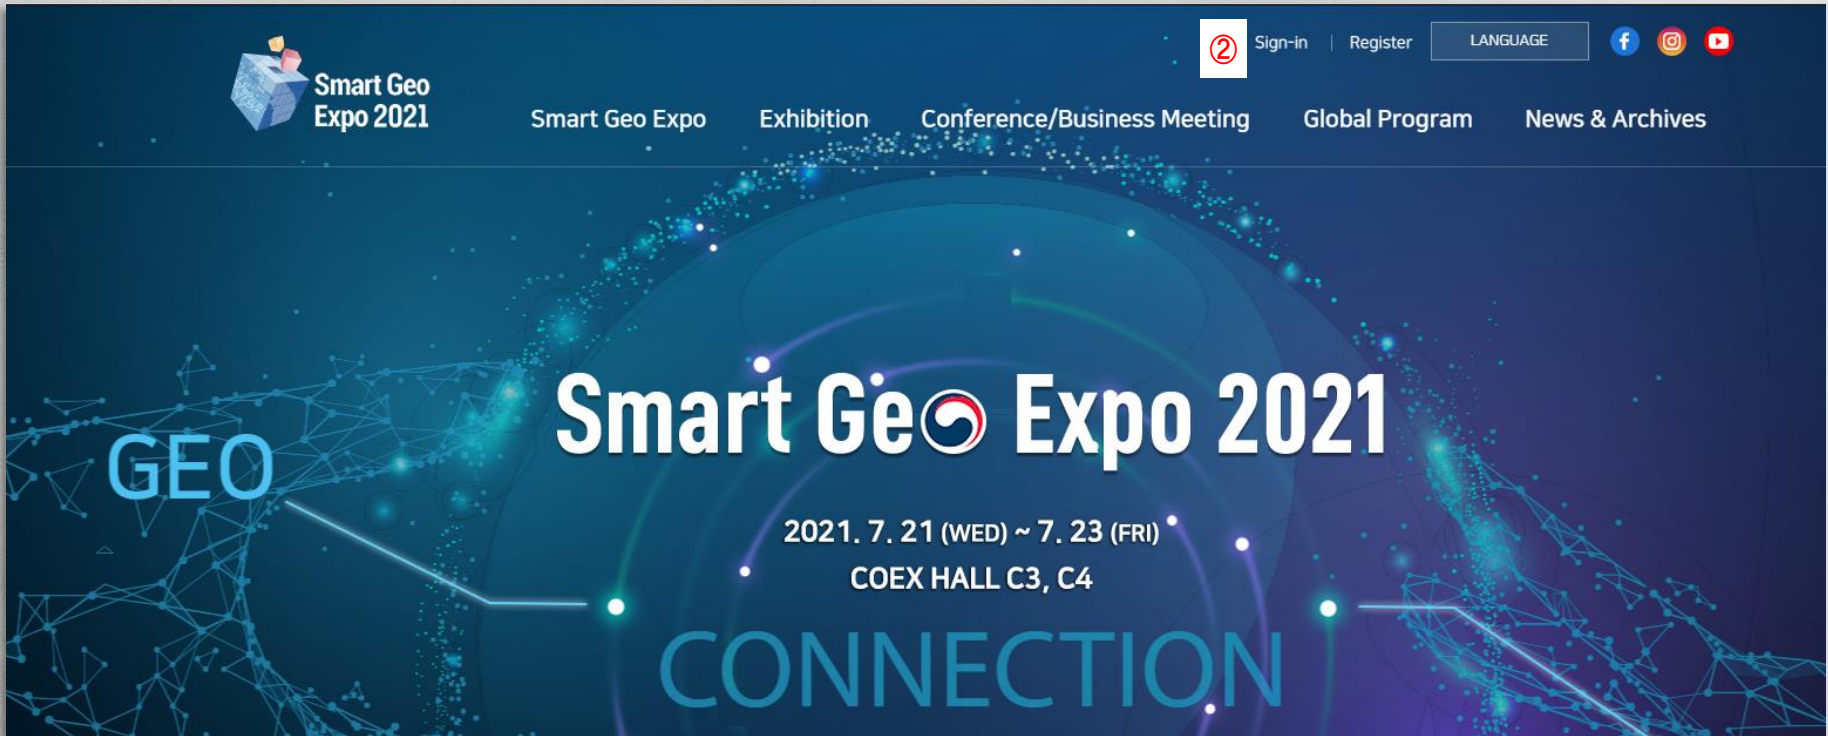 ② Sign-in | Register LANGUAGE
Smart Geo
Expo 2021
Smart Geo Expo Exhibition Conference/Business Meeting Global Program News & Archives
Smart Geo Expo 2021
GEO
2021. 7. 21 (WED) ~ 7. 23 (FRI)
COEX HALL C3, C4
CONNECTION